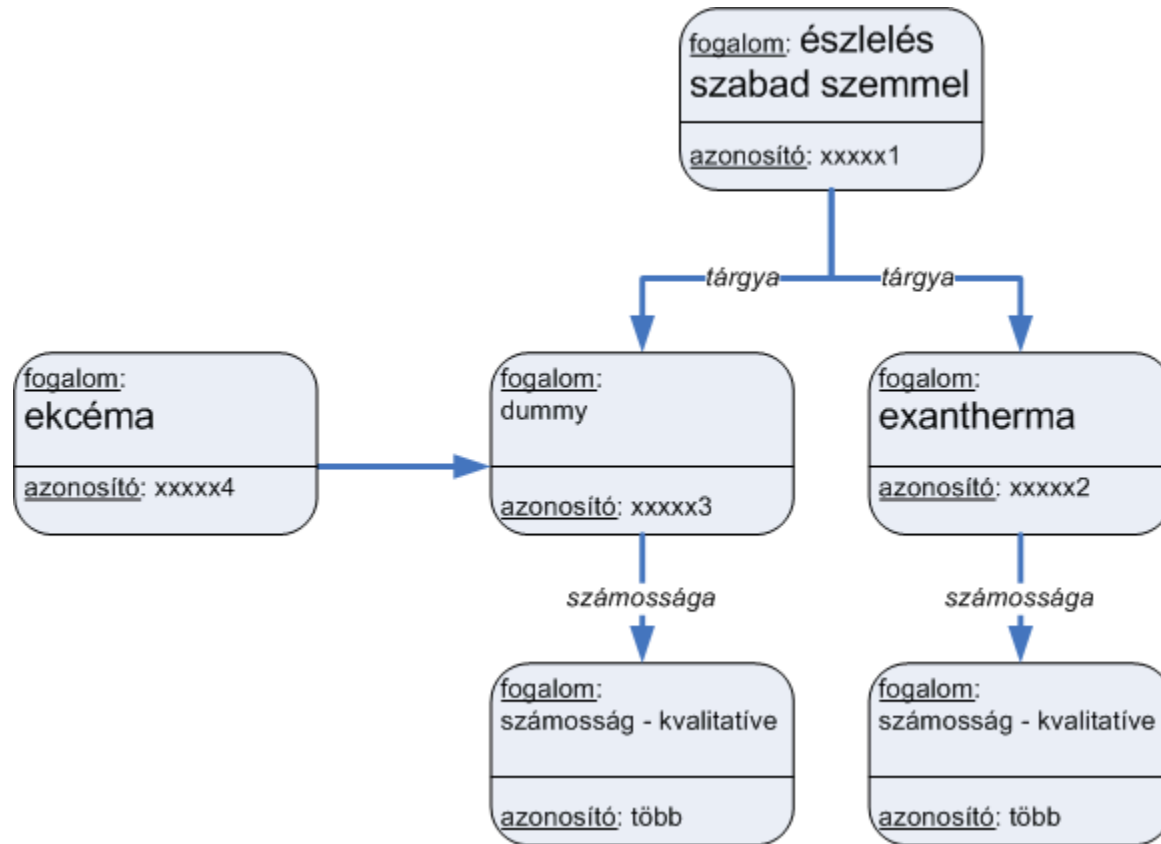 fogalom: észlelés
szabad szemmel
azonosító: xxxxx1
tárgya
tárgya
fogalom:
ekcéma
azonosító: xxxxx4
fogalom:
dummy
azonosító: xxxxx3
fogalom:
exantherma
azonosító: xxxxx2
számossága
számossága
fogalom:
számosság - kvalitatíve
azonosító: több
fogalom:
számosság - kvalitatíve
azonosító: több